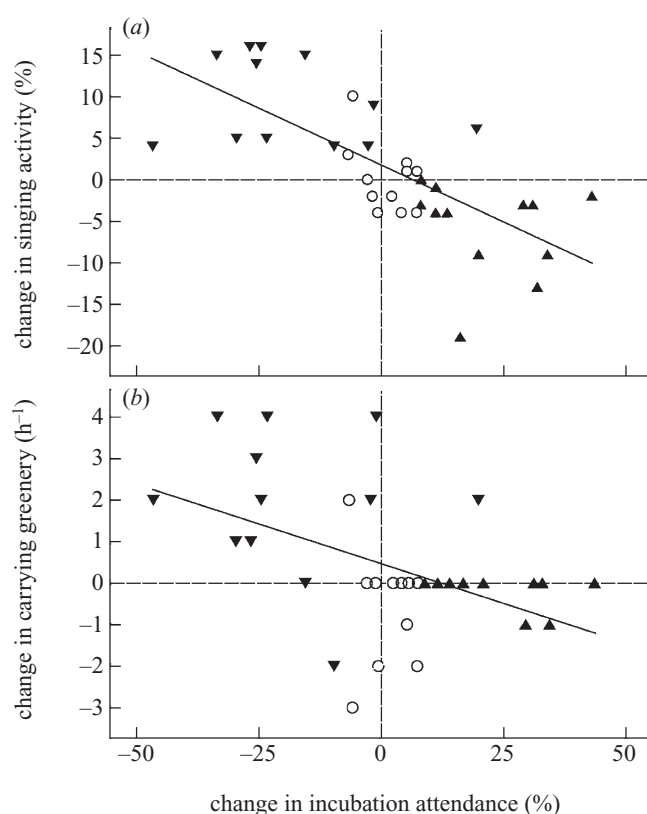 (a)
change in singing activity (%)
15
10
5
0
–5
–10
–15
–20
(b)
change in carrying greenery (h⁻¹)
4
3
2
1
0
–1
–2
–3
–50 –25 0 25 50
change in incubation attendance (%)